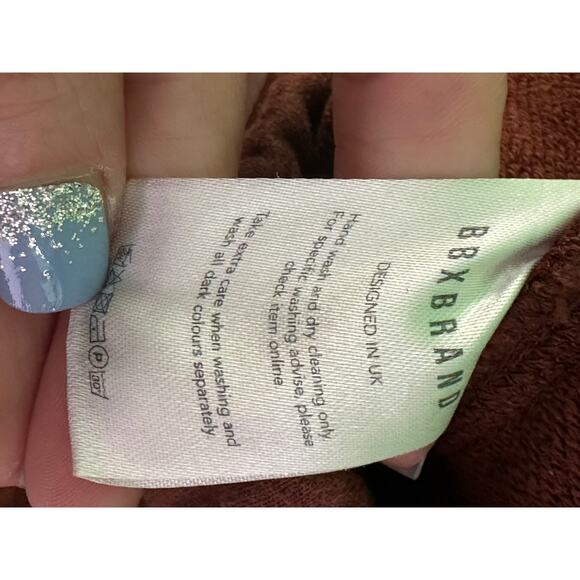 BBXBRAND
DESIGNED IN UK
Hand wash and dry cleaning only
For specific washing advise, please
check item online
Take extra care when washing and
wash all dark colours separately
P